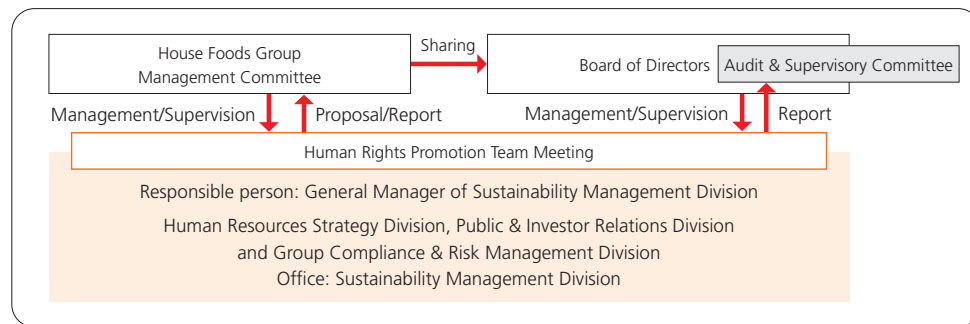 House Foods Group
Management Committee
Sharing
Board of Directors
Audit & Supervisory Committee
Management/Supervision
Proposal/Report
Management/Supervision
Report
Human Rights Promotion Team Meeting
Responsible person: General Manager of Sustainability Management Division
Human Resources Strategy Division, Public & Investor Relations Division
and Group Compliance & Risk Management Division
Office: Sustainability Management Division